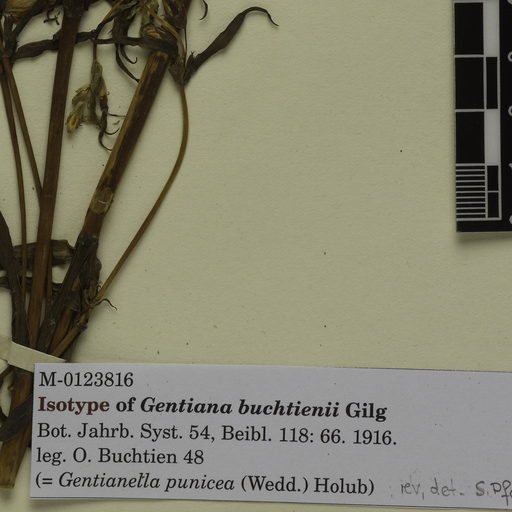 M-0123816
Isotype of Gentiana buchtienii Gilg
Bot. Jahrb. Syst. 54, Beibl. 118: 66. 1916.
leg. O. Buchtien 48
(= Gentianella punicea (Wedd.) Holub) rev, det. S.